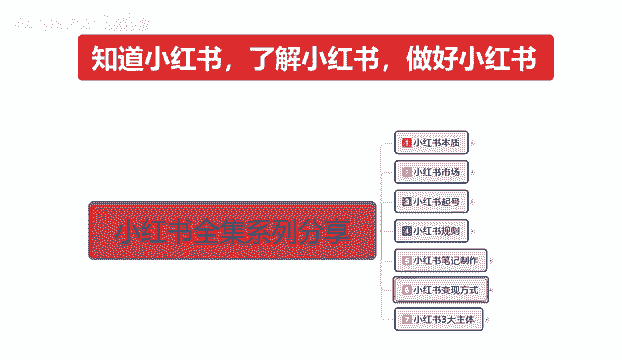 知道小红书，了解小红书，做好小红书
小红书全集系列分享
1 小红书本质
2 小红书市场
3 小红书起号
4 小红书规则
5 小红书笔记制作
6 小红书变现方式
7 小红书3大主体